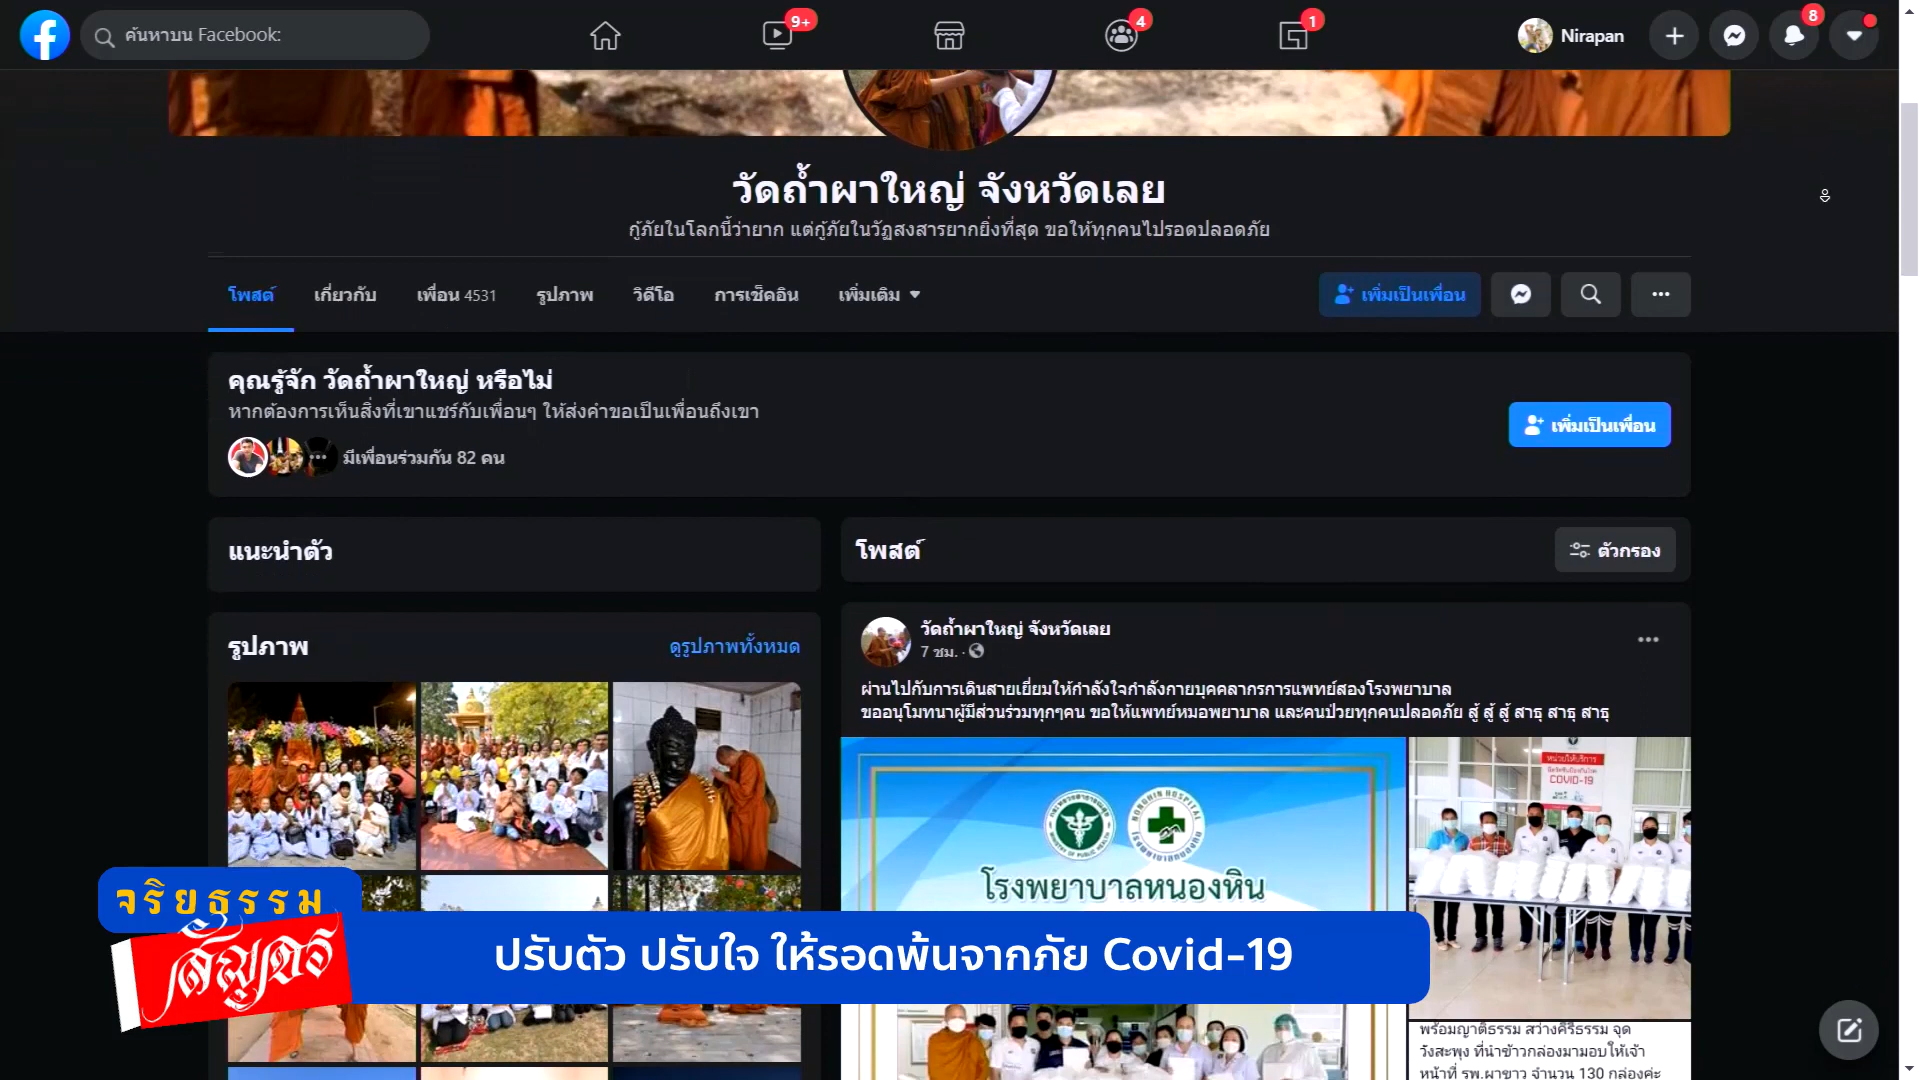 ค้นหาบน Facebook:
9+
4
1
Nirapan
8
วัดถ้ำผาใหญ่ จังหวัดเลย
กู้ภัยในโลกนี้ว่ายาก แต่กู้ภัยในวัฏสงสารยากยิ่งที่สุด ขอให้ทุกคนไปรอดปลอดภัย
โพสต์
เกี่ยวกับ
เพื่อน 4531
รูปภาพ
วิดีโอ
การเช็คอิน
เพิ่มเติม
เพิ่มเป็นเพื่อน
คุณรู้จัก วัดถ้ำผาใหญ่ หรือไม่
หากต้องการเห็นสิ่งที่เขาแชร์กับเพื่อนๆ ให้ส่งคำขอเป็นเพื่อนถึงเขา
มีเพื่อนร่วมกัน 82 คน
เพิ่มเป็นเพื่อน
แนะนำตัว
โพสต์
ตัวกรอง
รูปภาพ
ดูรูปภาพทั้งหมด
วัดถ้ำผาใหญ่ จังหวัดเลย
7 ชม.
ผ่านไปกับการเดินสายเยี่ยมให้กำลังใจกำลังกายบุคคลากรการแพทย์สองโรงพยาบาล
ขออนุโมทนาผู้มีส่วนร่วมทุกๆคน ขอให้แพทย์หมอพยาบาล และคนป่วยทุกคนปลอดภัย สู้ สู้ สู้ สาธุ สาธุ สาธุ
NONGHIN HOSPITAL
โรงพยาบาลหนองหิน
COVID-19
จริยธรรม
สัญจร
ปรับตัว ปรับใจ ให้รอดพ้นจากภัย Covid-19
พร้อมญาติธรรม สว่างคีรีธรรม จุด
วังสะพุง ที่นำข้าวกล่องมามอบให้เจ้า
หน้าที่ รพ.ผาขาว จำนวน 130 กล่องค่ะ